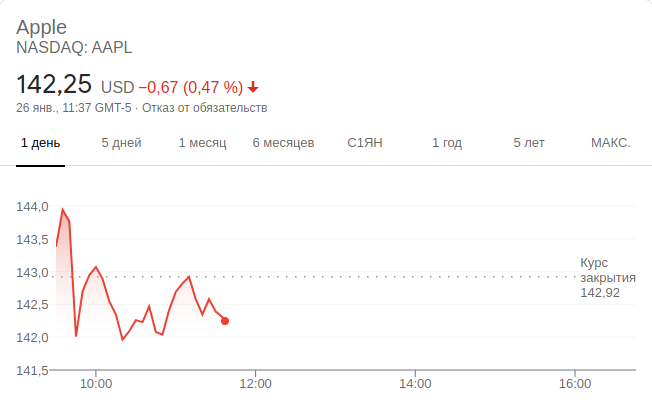 Apple
NASDAQ: AAPL
142,25 USD −0,67 (0,47 %)
26 янв., 11:37 GMT-5 · Отказ от обязательств
1 день 5 дней 1 месяц 6 месяцев С1ЯН 1 год 5 лет МАКС.
144,0
143,5
143,0
142,5
142,0
141,5
Курс
закрытия
142,92
10:00 12:00 14:00 16:00